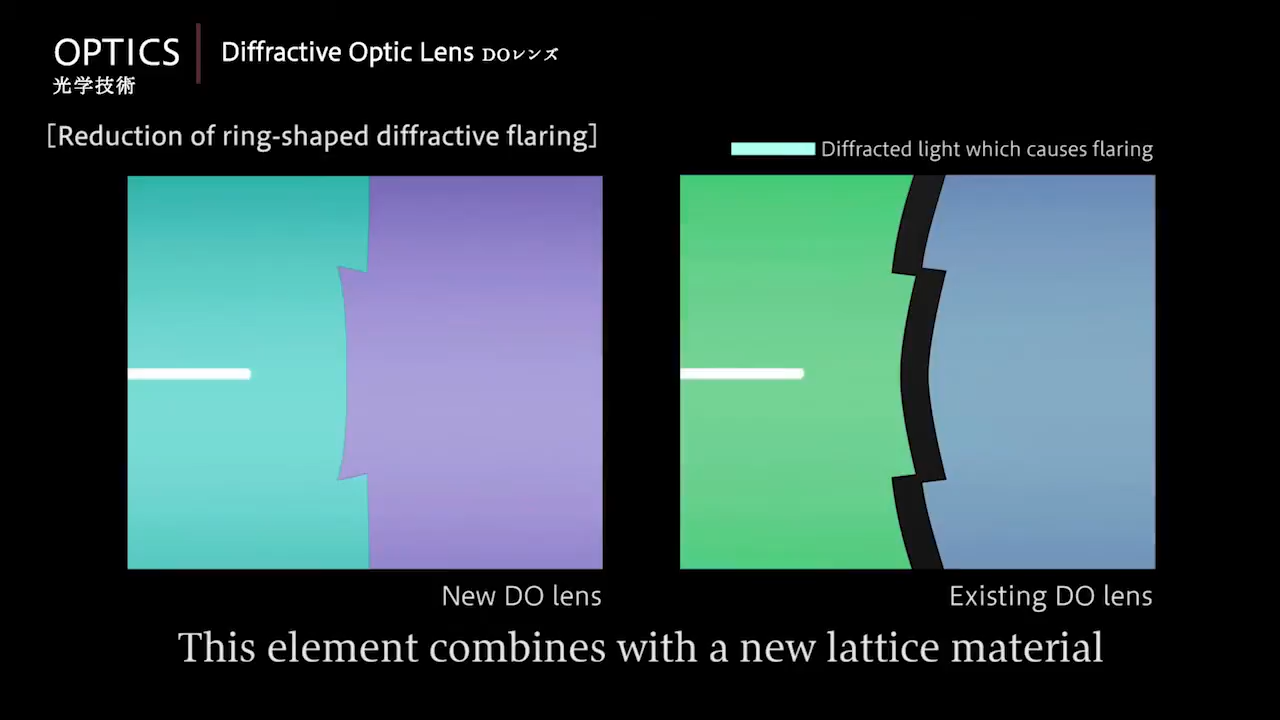 OPTICS
光学技術
Diffractive Optic Lens DOレンズ
[Reduction of ring-shaped diffractive flaring]
Diffracted light which causes flaring
New DO lens
Existing DO lens
This element combines with a new lattice material